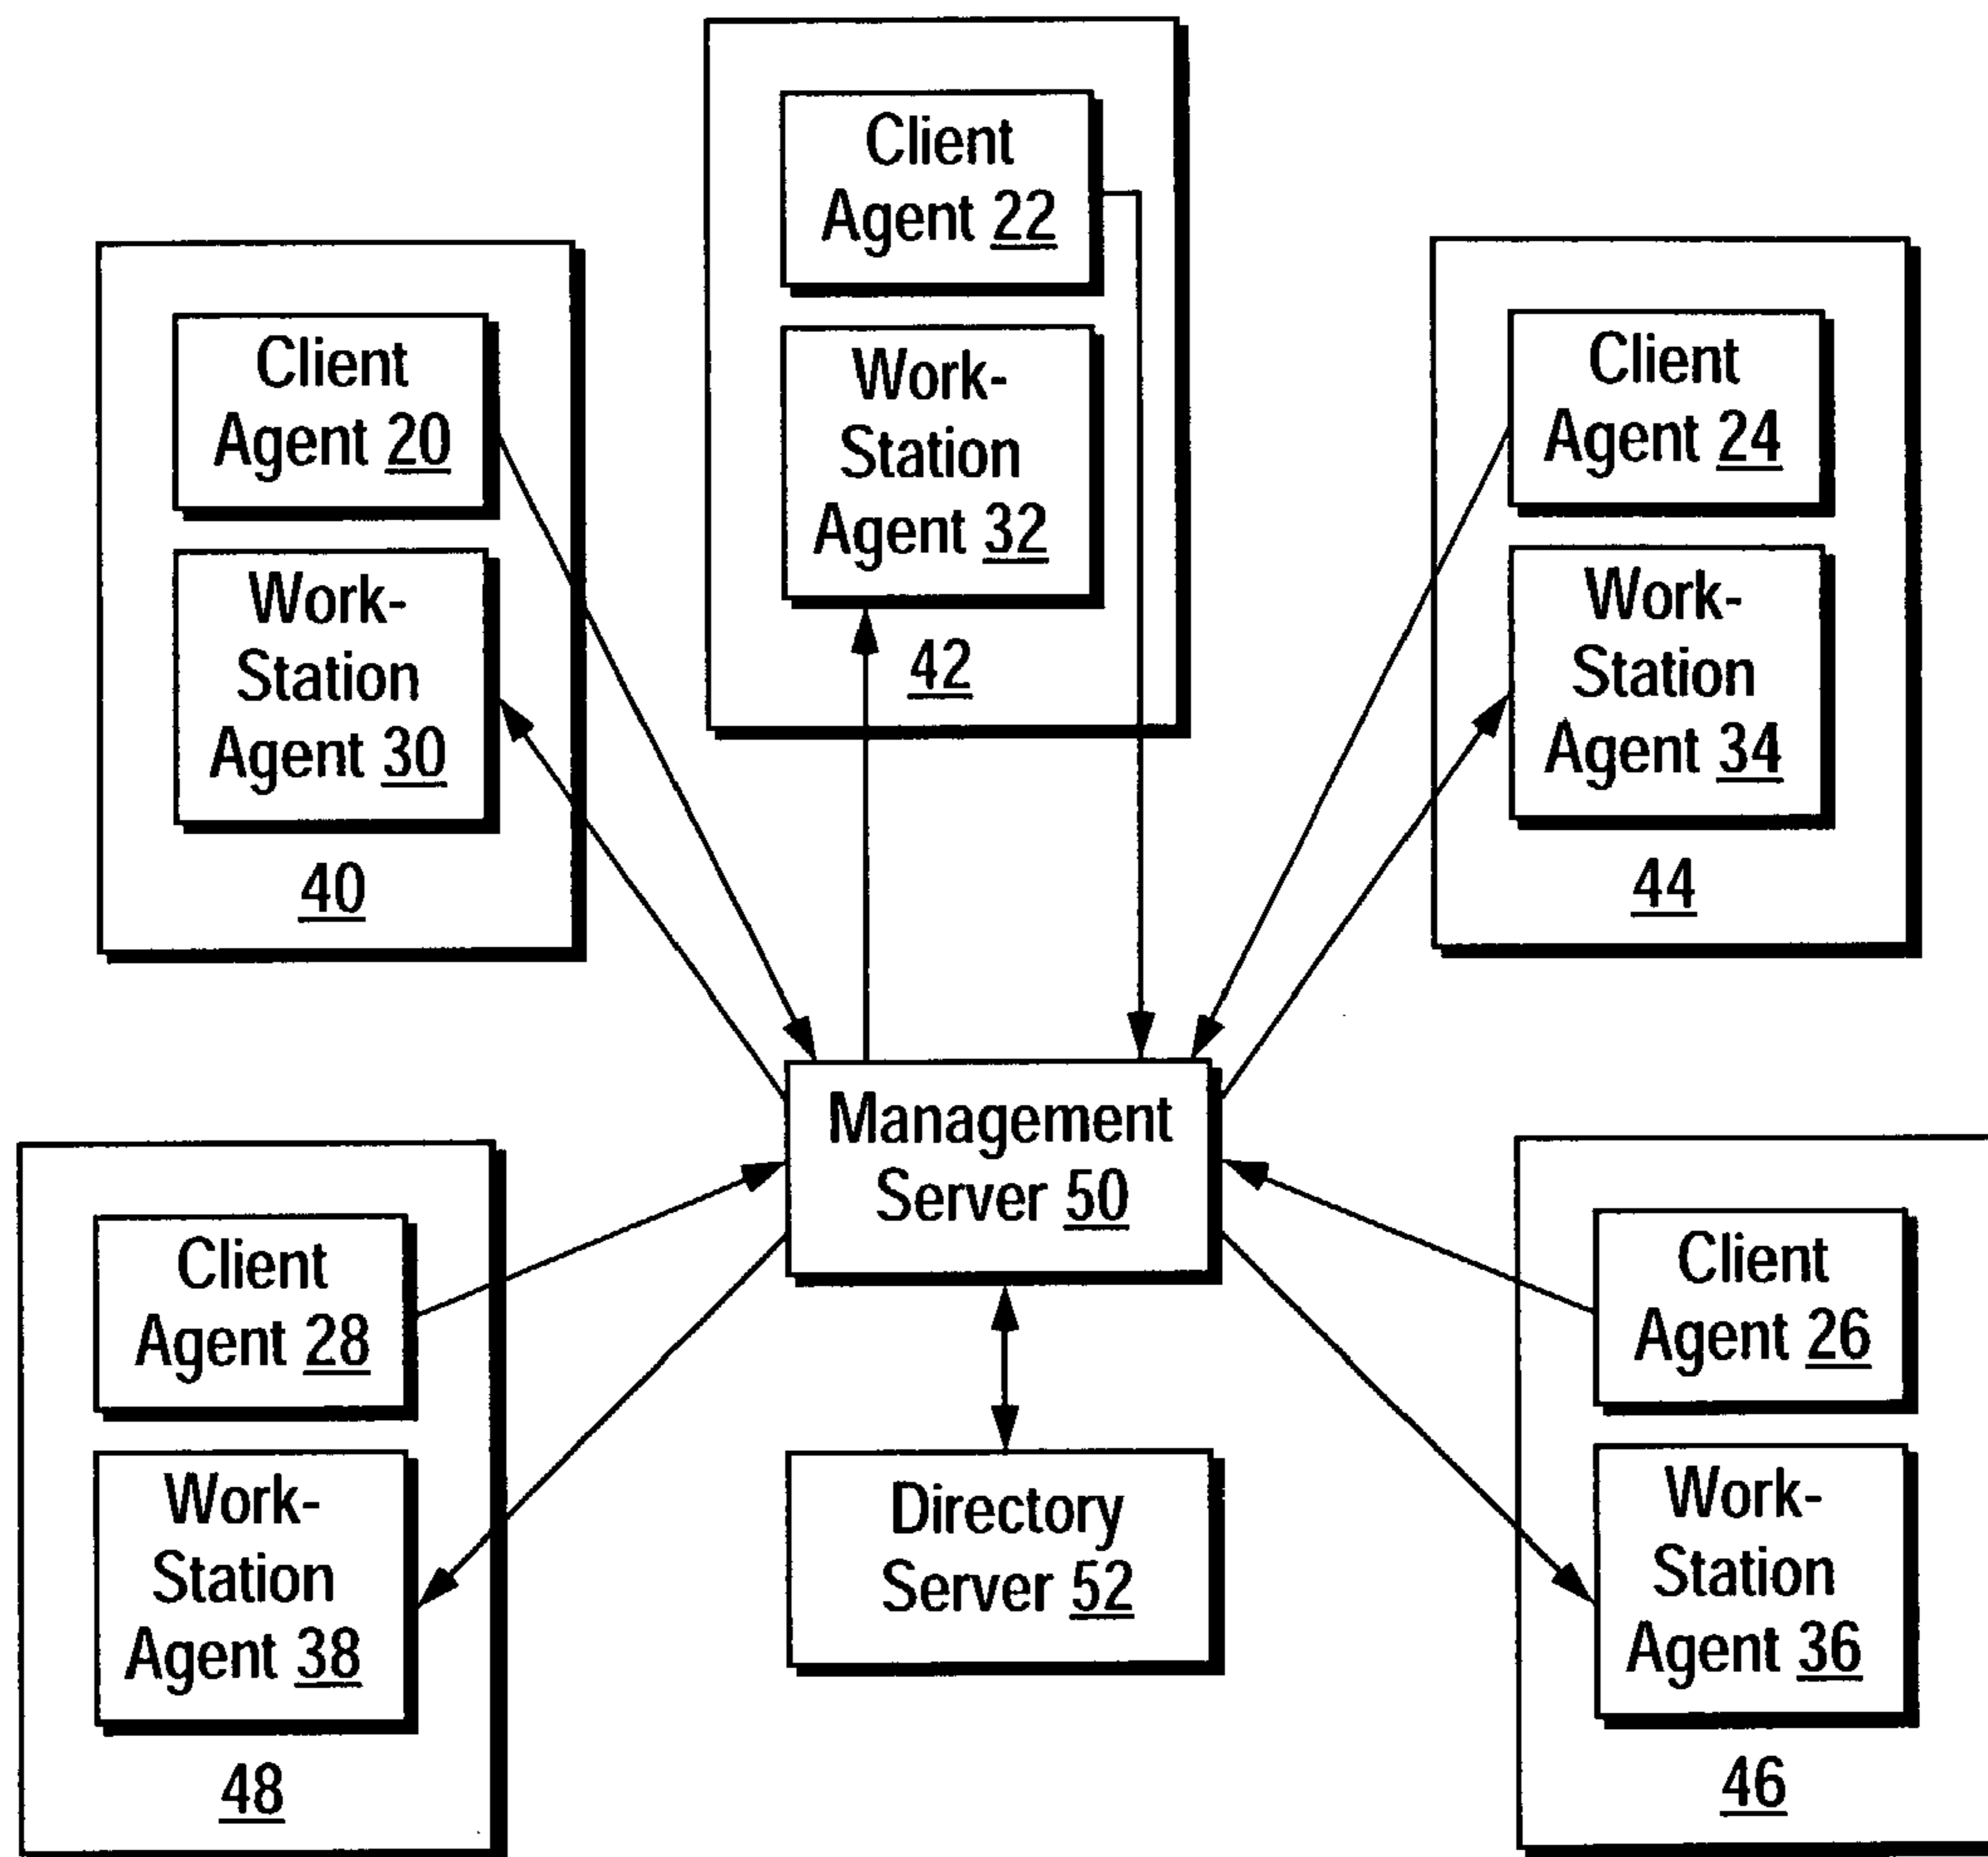 Client
Agent 22
Work-
Station
Agent 32
42
Client
Agent 20
Work-
Station
Agent 30
40
Client
Agent 24
Work-
Station
Agent 34
44
Management
Server 50
Client
Agent 28
Work-
Station
Agent 38
48
Directory
Server 52
Client
Agent 26
Work-
Station
Agent 36
46